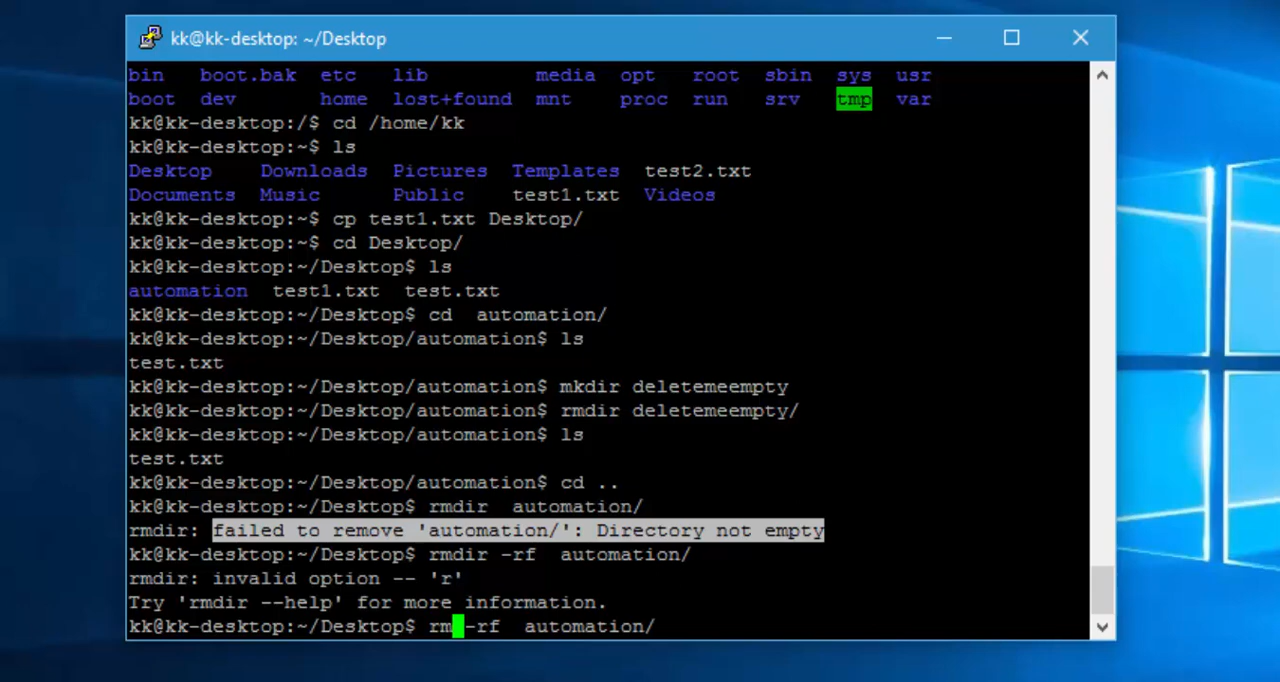 kk@kk-desktop: ~/Desktop
bin   boot.bak  etc   lib         media  opt   root  sbin  sys  usr
boot  dev       home  lost+found  mnt    proc  run   srv   tmp  var
kk@kk-desktop:/$ cd /home/kk
kk@kk-desktop:~$ ls
Desktop    Downloads  Pictures  Templates  test2.txt
Documents  Music      Public    test1.txt  Videos
kk@kk-desktop:~$ cp test1.txt Desktop/
kk@kk-desktop:~$ cd Desktop/
kk@kk-desktop:~/Desktop$ ls
automation  test1.txt  test.txt
kk@kk-desktop:~/Desktop$ cd  automation/
kk@kk-desktop:~/Desktop/automation$ ls
test.txt
kk@kk-desktop:~/Desktop/automation$ mkdir deletemeempty
kk@kk-desktop:~/Desktop/automation$ rmdir deletemeempty/
kk@kk-desktop:~/Desktop/automation$ ls
test.txt
kk@kk-desktop:~/Desktop/automation$ cd ..
kk@kk-desktop:~/Desktop$ rmdir  automation/
rmdir: failed to remove 'automation/': Directory not empty
kk@kk-desktop:~/Desktop$ rmdir -rf  automation/
rmdir: invalid option -- 'r'
Try 'rmdir --help' for more information.
kk@kk-desktop:~/Desktop$ rm -rf  automation/